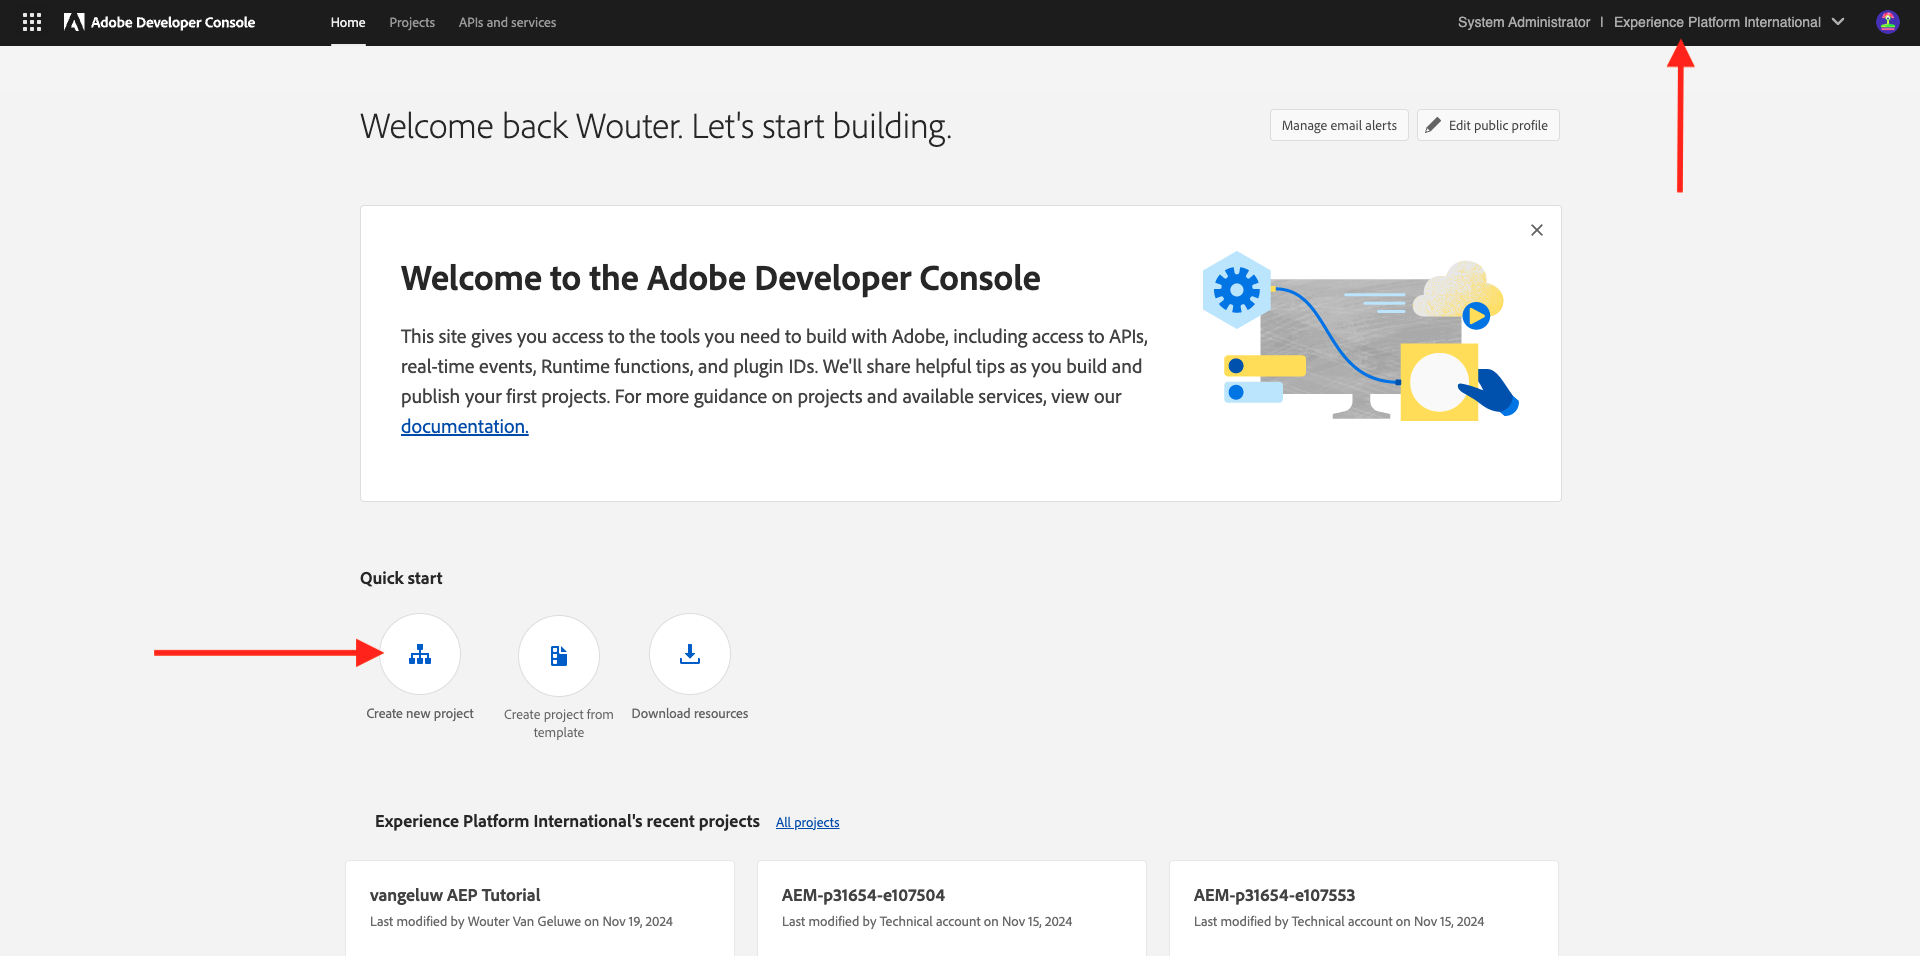 Adobe Developer Console
Home
Projects
APIs and services
System Administrator | Experience Platform International
Welcome back Wouter. Let's start building.
Manage email alerts
Edit public profile
Welcome to the Adobe Developer Console
This site gives you access to the tools you need to build with Adobe, including access to APIs,
real-time events, Runtime functions, and plugin IDs. We'll share helpful tips as you build and
publish your first projects. For more guidance on projects and available services, view our
documentation.
Quick start
Create new project
Create project from
template
Download resources
Experience Platform International's recent projects
All projects
vangeluw AEP Tutorial
Last modified by Wouter Van Geluwe on Nov 19, 2024
AEM-p31654-e107504
Last modified by Technical account on Nov 15, 2024
AEM-p31654-e107553
Last modified by Technical account on Nov 15, 2024